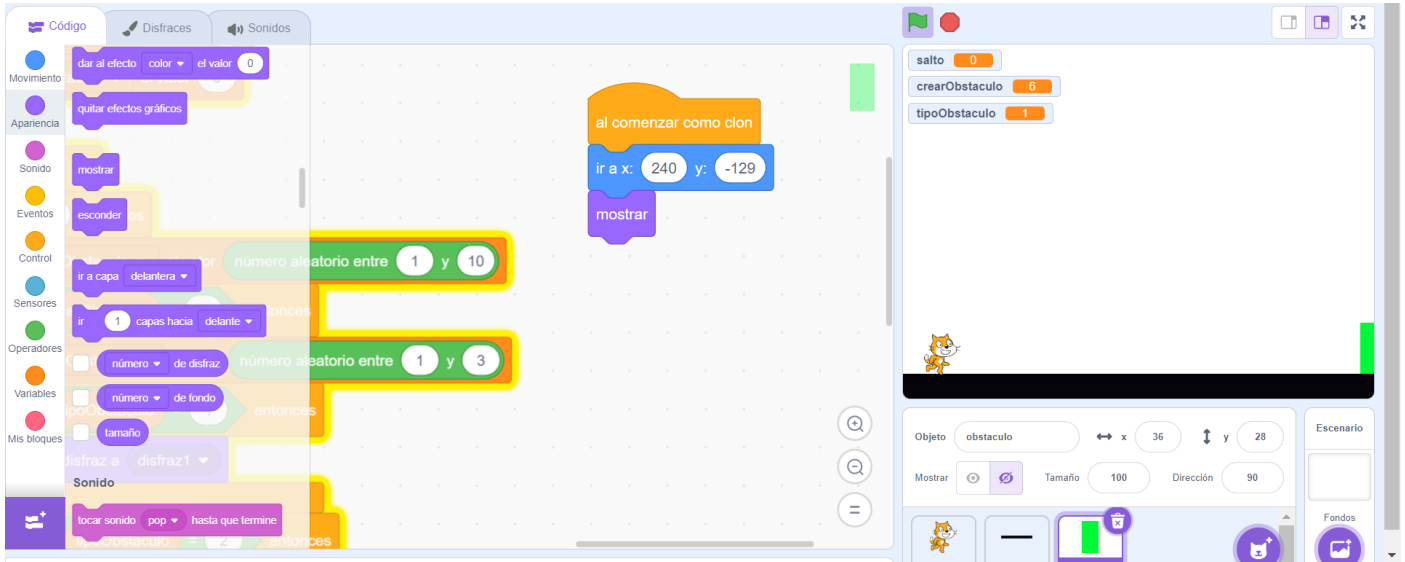 Código
Disfraces
Sonidos
Movimiento
Apariencia
Sonido
Eventos
Control
Sensores
Operadores
Variables
Mis bloques
dar al efecto color el valor 0
quitar efectos gráficos
mostrar
esconder
ir a capa delantera
ir 1 capas hacia delante
número de disfraz
número de fondo
tamaño
Sonido
tocar sonido pop hasta que termine
número aleatorio entre 1 y 10
entonces
número aleatorio entre 1 y 3
entonces
disfraz a disfraz1
tipoObstaculo = 2 entonces
al comenzar como clon
ir a x: 240 y: -129
mostrar
salto 0
crearObstaculo 6
tipoObstaculo 1
Objeto obstaculo x 36 y 28
Mostrar Tamaño 100 Dirección 90
Escenario
Fondos